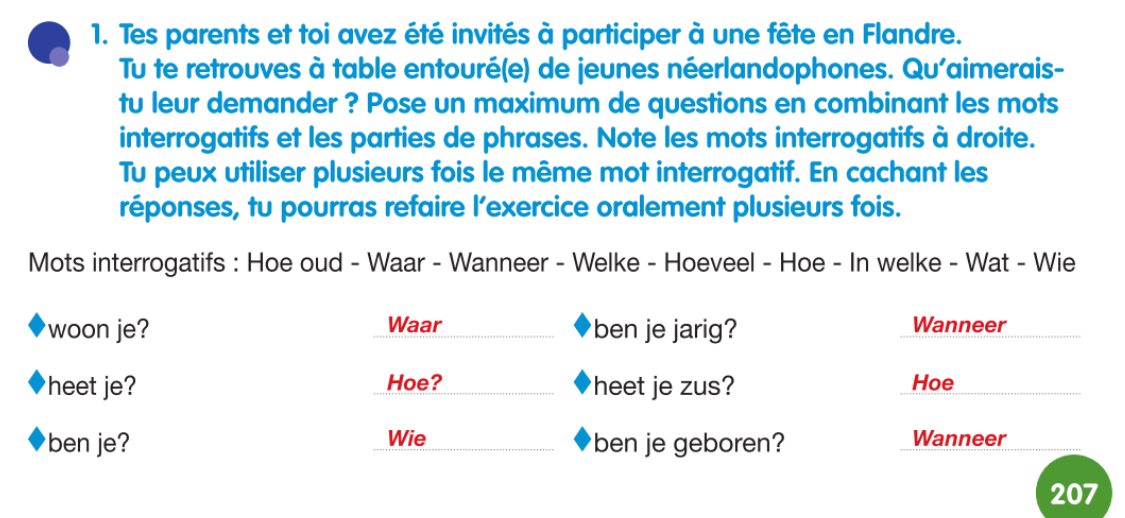 1. Tes parents et toi avez été invités à participer à une fête en Flandre.
Tu te retrouves à table entouré(e) de jeunes néerlandophones. Qu'aimerais-
tu leur demander ? Pose un maximum de questions en combinant les mots
interrogatifs et les parties de phrases. Note les mots interrogatifs à droite.
Tu peux utiliser plusieurs fois le même mot interrogatif. En cachant les
réponses, tu pourras refaire l'exercice oralement plusieurs fois.
Mots interrogatifs : Hoe oud - Waar - Wanneer - Welke - Hoeveel - Hoe - In welke - Wat - Wie
woon je? Waar ben je jarig? Wanneer
heet je? Hoe? heet je zus? Hoe
ben je? Wie ben je geboren? Wanneer
207